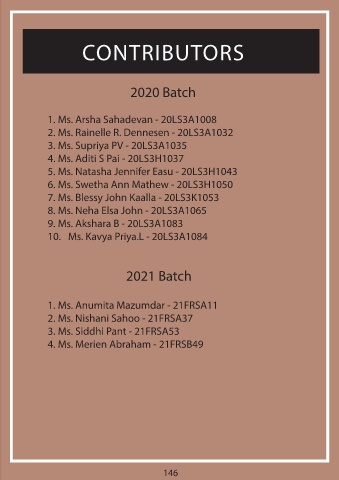 CONTRIBUTORS
2020 Batch
1. Ms. Arsha Sahadevan - 20LS3A1008
2. Ms. Rainelle R. Dennesen - 20LS3A1032
3. Ms. Supriya PV - 20LS3A1035
4. Ms. Aditi S Pai - 20LS3H1037
5. Ms. Natasha Jennifer Easu - 20LS3H1043
6. Ms. Swetha Ann Mathew - 20LS3H1050
7. Ms. Blessy John Kaalla - 20LS3K1053
8. Ms. Neha Elsa John - 20LS3A1065
9. Ms. Akshara B - 20LS3A1083
10. Ms. Kavya Priya.L - 20LS3A1084
2021 Batch
1. Ms. Anumita Mazumdar - 21FRSA11
2. Ms. Nishani Sahoo - 21FRSA37
3. Ms. Siddhi Pant - 21FRSA53
4. Ms. Merien Abraham - 21FRSB49
146